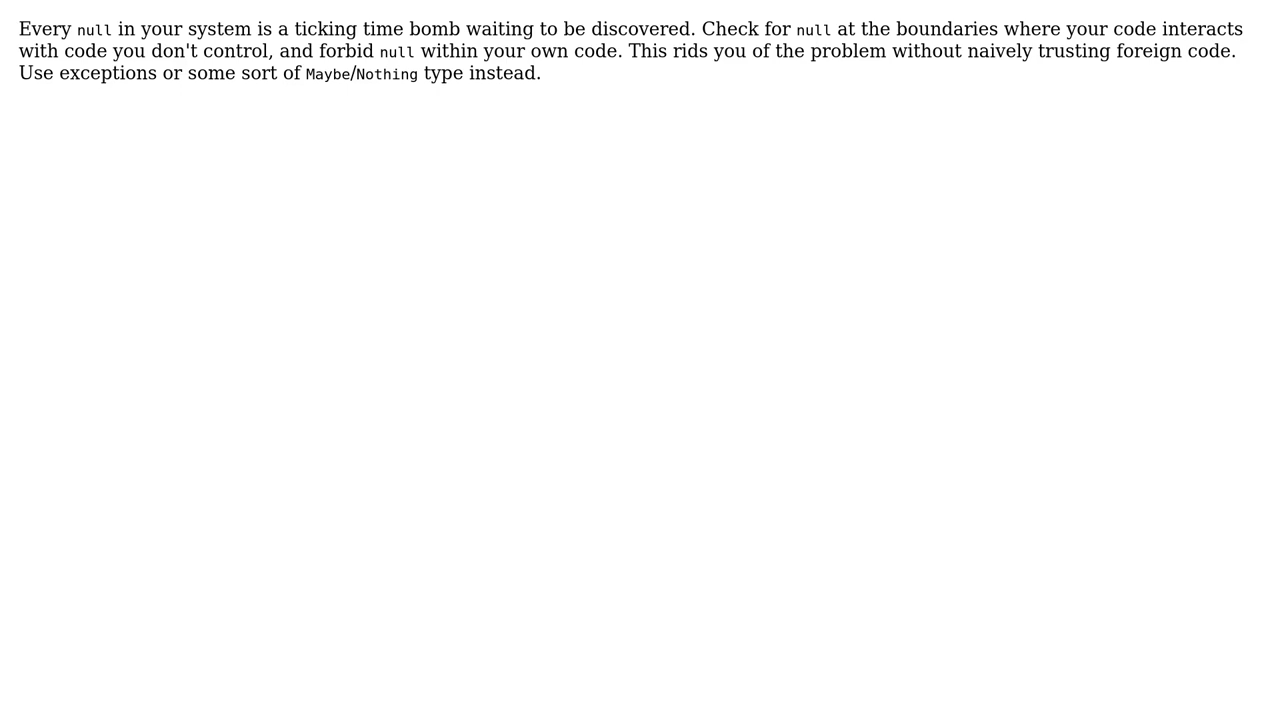 Every null in your system is a ticking time bomb waiting to be discovered. Check for null at the boundaries where your code interacts
with code you don't control, and forbid null within your own code. This rids you of the problem without naively trusting foreign code.
Use exceptions or some sort of Maybe/Nothing type instead.